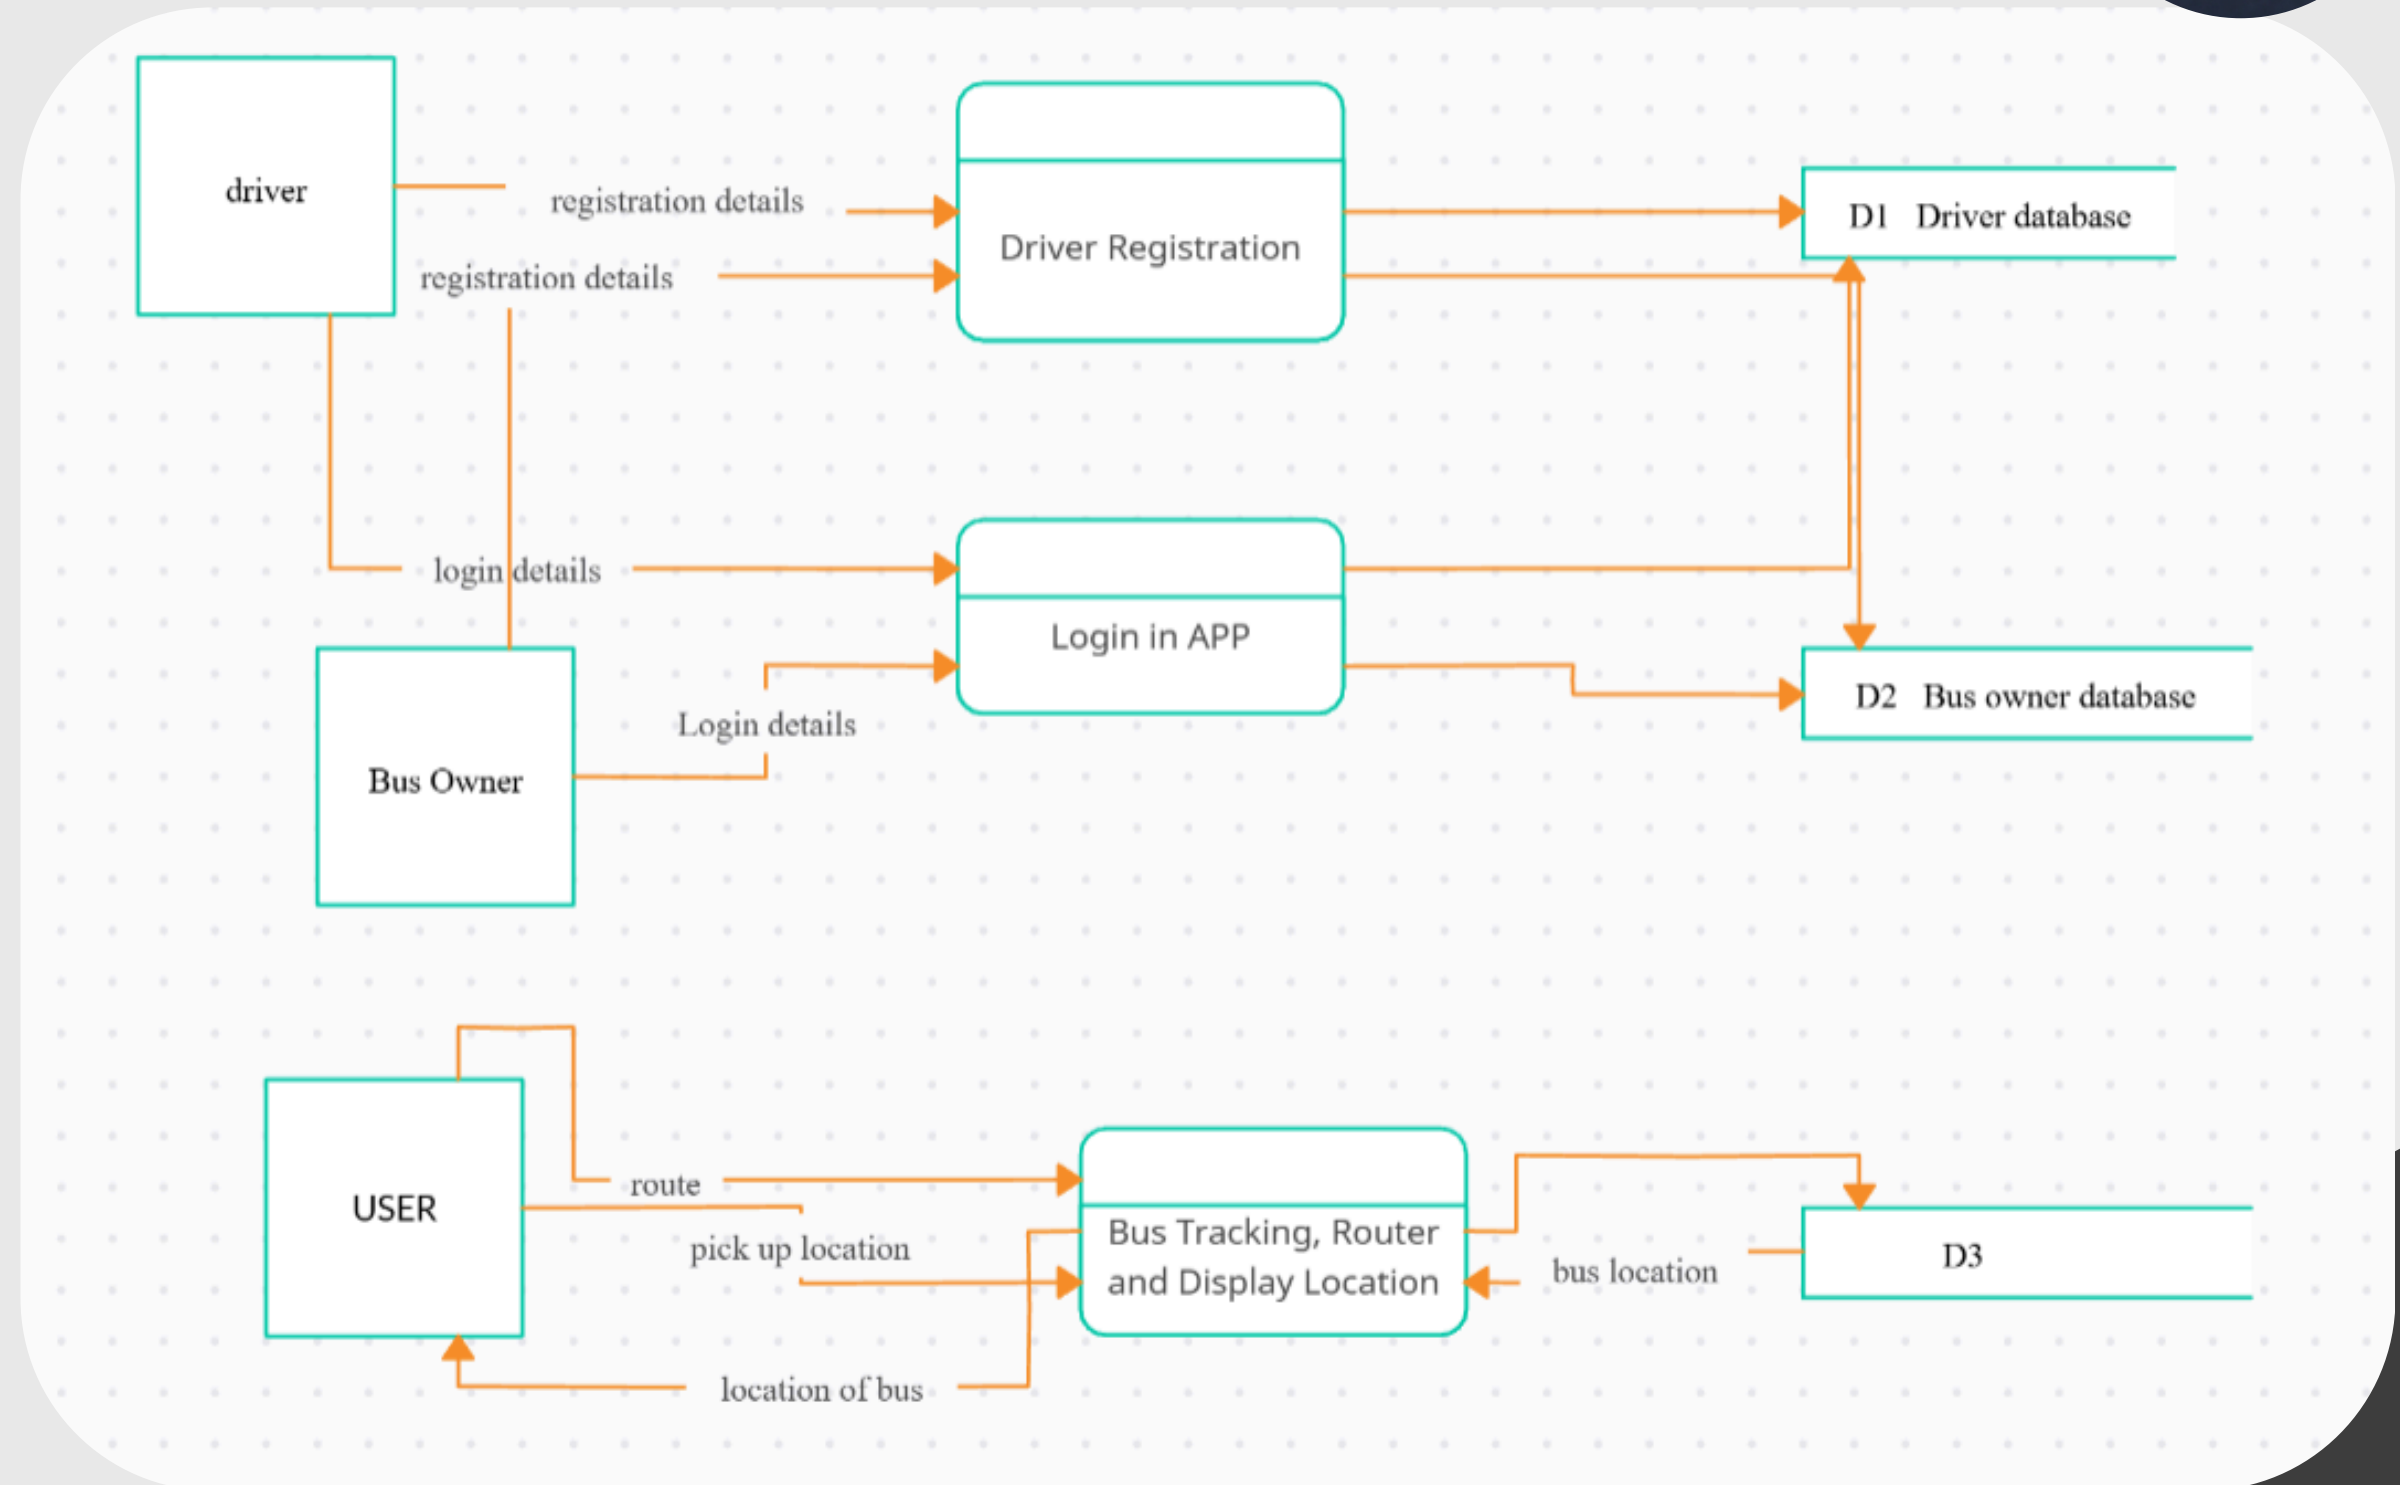 driver
registration details
registration details
Driver Registration
D1 Driver database
login details
Login in APP
Login details
Bus Owner
D2 Bus owner database
USER
route
pick up location
location of bus
Bus Tracking, Router
and Display Location
bus location
D3